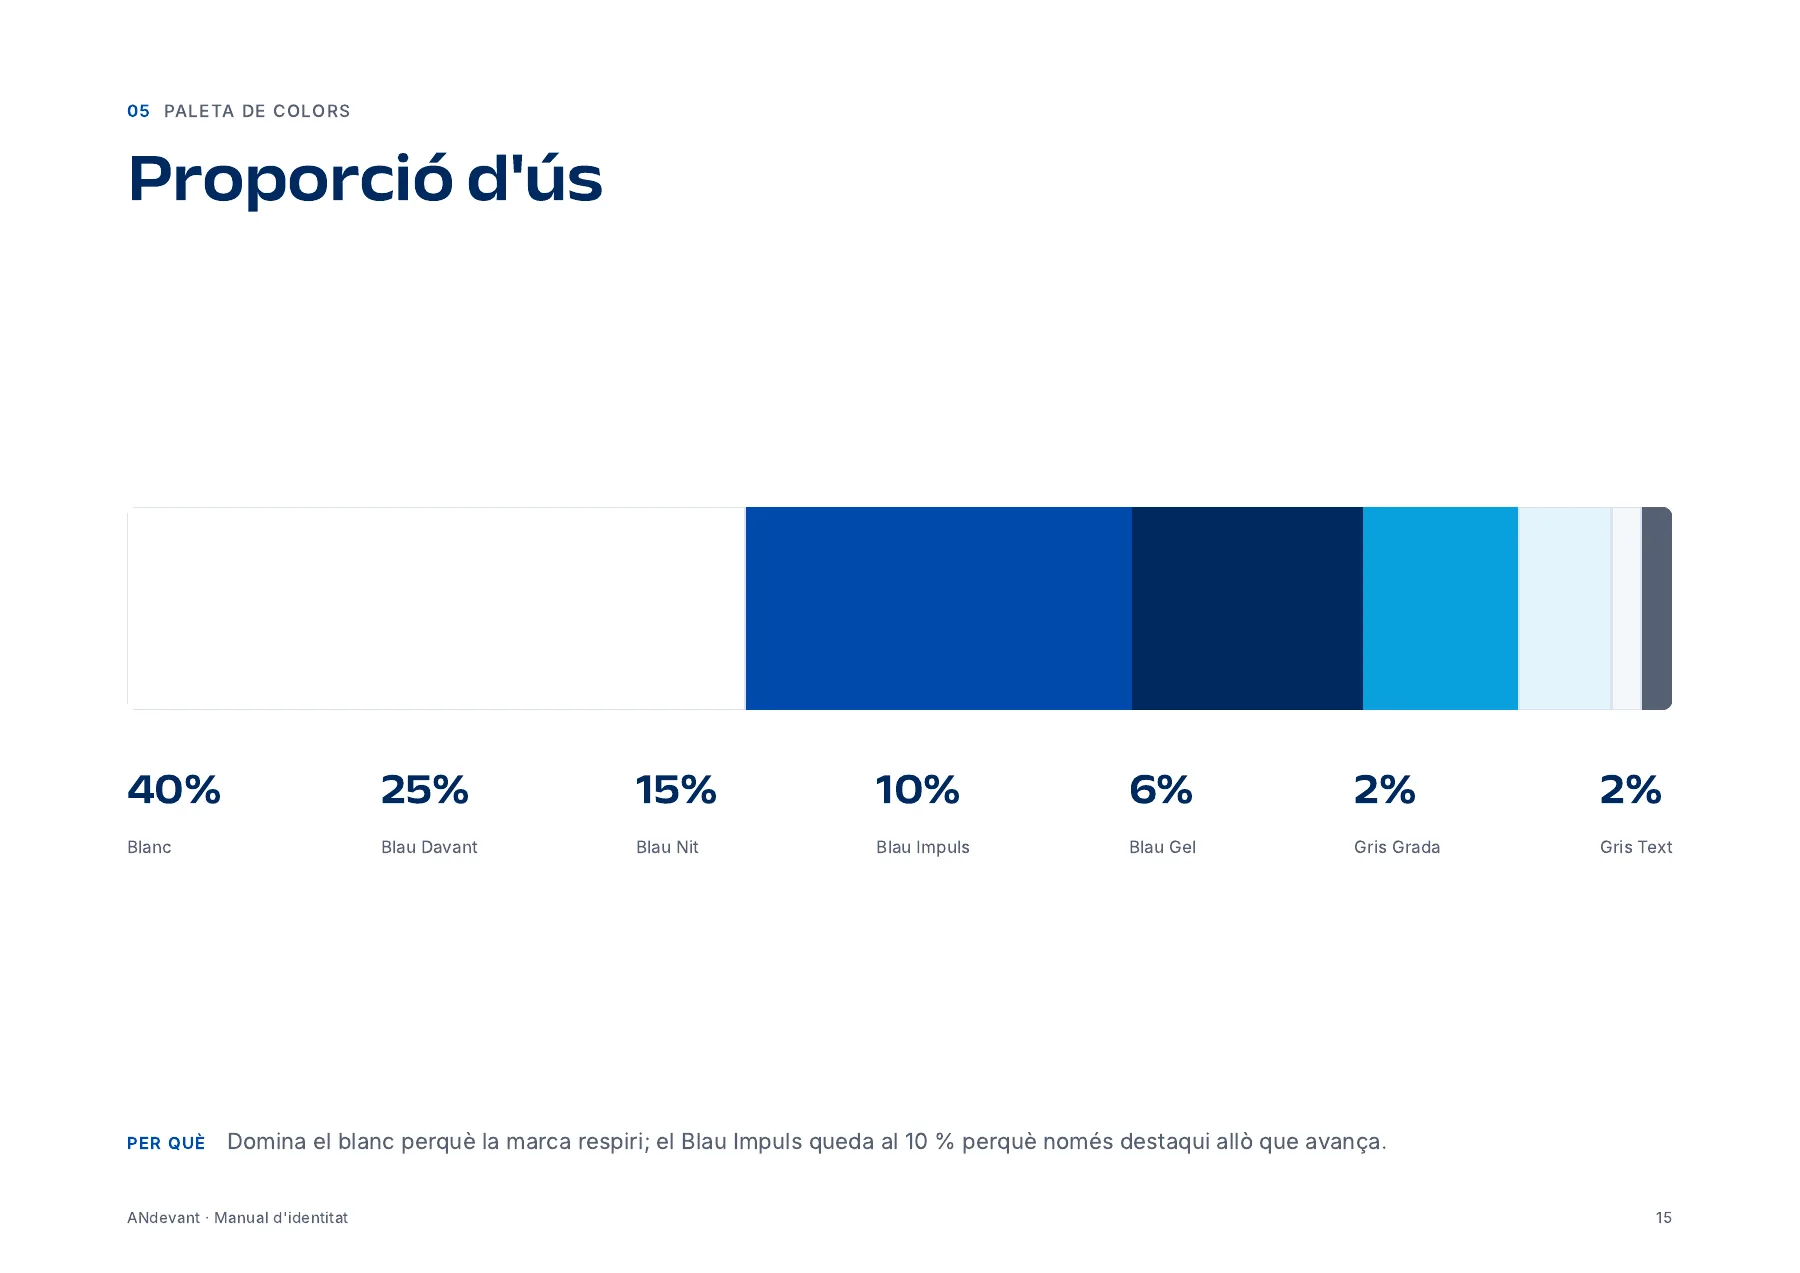 05 PALETA DE COLORS
Proporció d'ús
40% 25% 15% 10% 6% 2% 2%
Blanc Blau Davant Blau Nit Blau Impuls Blau Gel Gris Grada Gris Text
PER QUÈ Domina el blanc perquè la marca respiri; el Blau Impuls queda al 10 % perquè només destaqui allò que avança.
ANdevant · Manual d'identitat 15